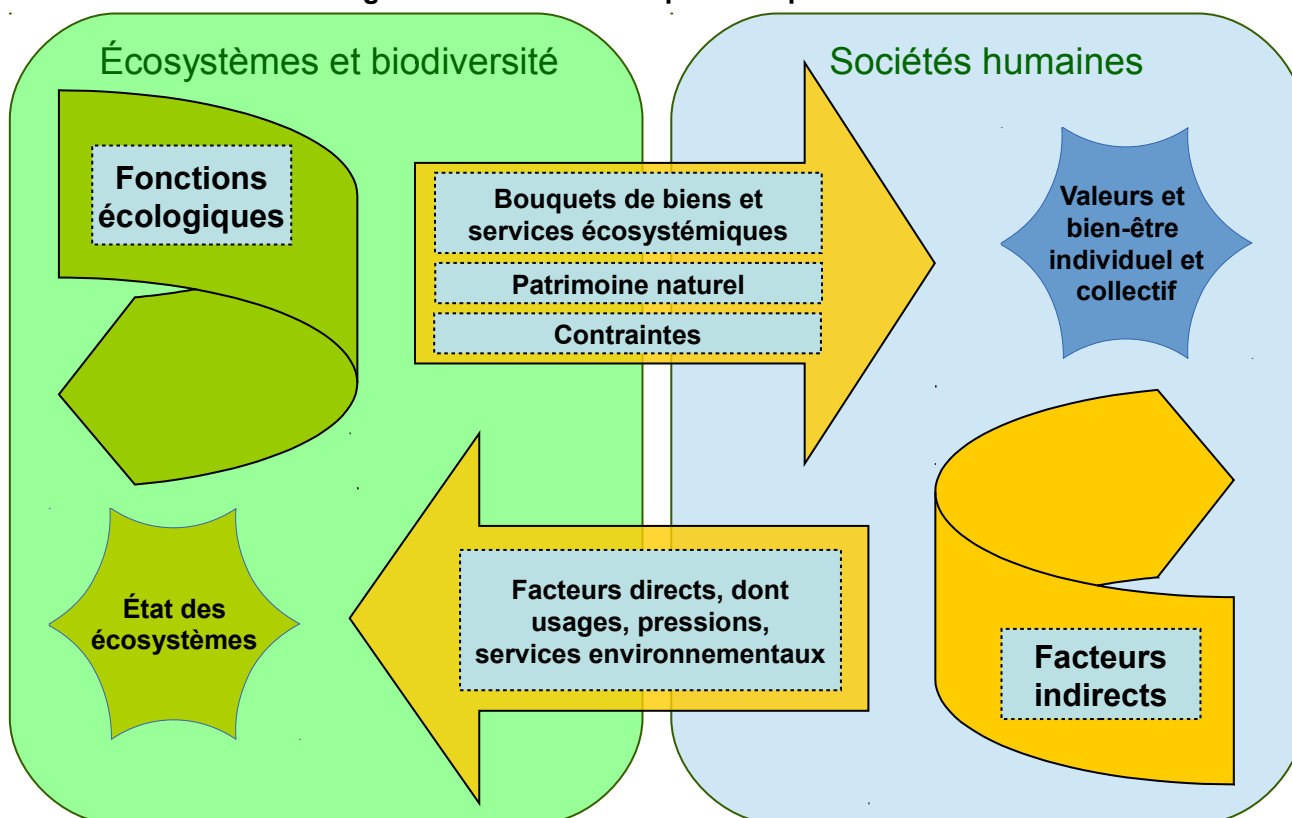 Écosystèmes et biodiversité
Sociétés humaines
Fonctions
écologiques
Bouquets de biens et
services écosystémiques
Patrimoine naturel
Contraintes
Valeurs et
bien-être
individuel et
collectif
État des
écosystèmes
Facteurs directs, dont
usages, pressions,
services environnementaux
Facteurs
indirects